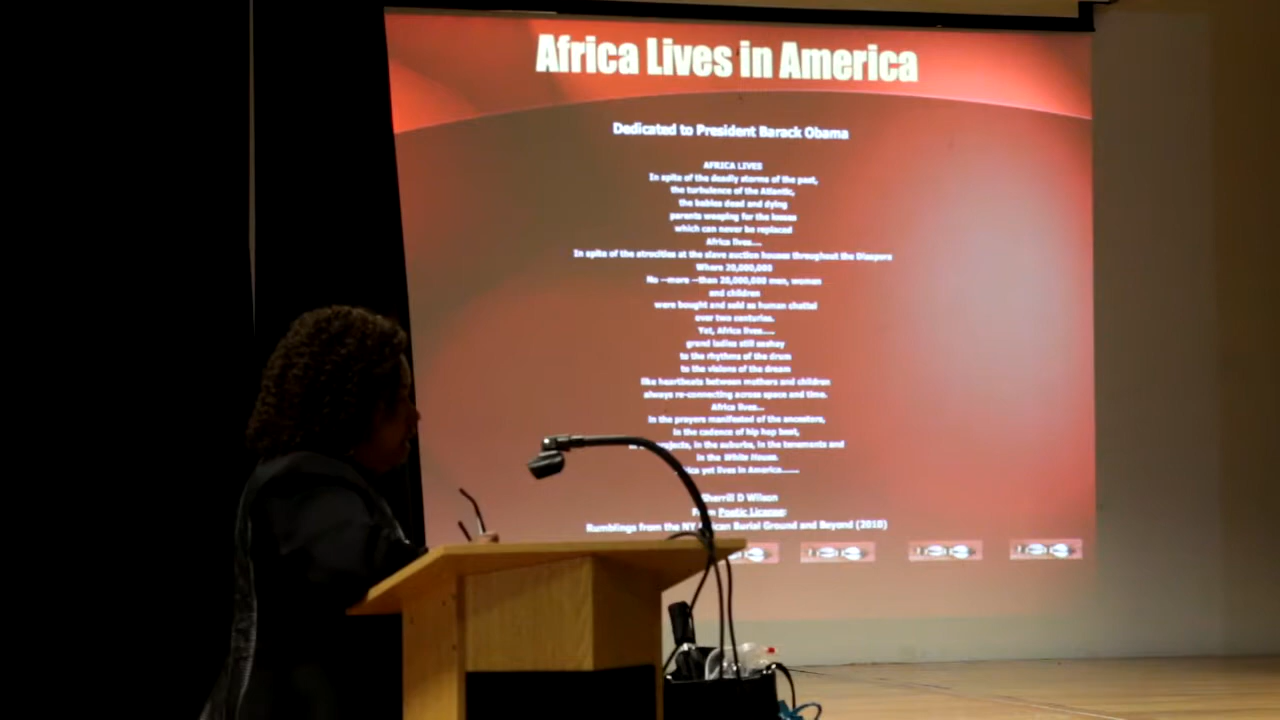 Africa Lives in America
Dedicated to President Barack Obama
AFRICA LIVES
In spite of the deadly storms of the past,
the turbulence of the Atlantic,
the babies dead and dying
parents weeping for the losses
which can never be replaced
Africa lives....
In spite of the atrocities at the slave auction houses throughout the Diaspora
Where 20,000,000
No —more —than 20,000,000 men, women
and children
were bought and sold as human chattel
over two centuries.
Yet, Africa lives.....
grand ladies still sashay
to the rhythms of the drum
to the visions of the dream
like heartbeats between mothers and children
always re-connecting across space and time.
Africa lives...
in the prayers manifested of the ancestors,
in the cadence of hip hop beat,
in the suburbs, in the tenements and
in the White House.
yet lives in America......
Sherrill D Wilson
Poetic License:
Rumblings from the NY Burial Ground and Beyond (2010)